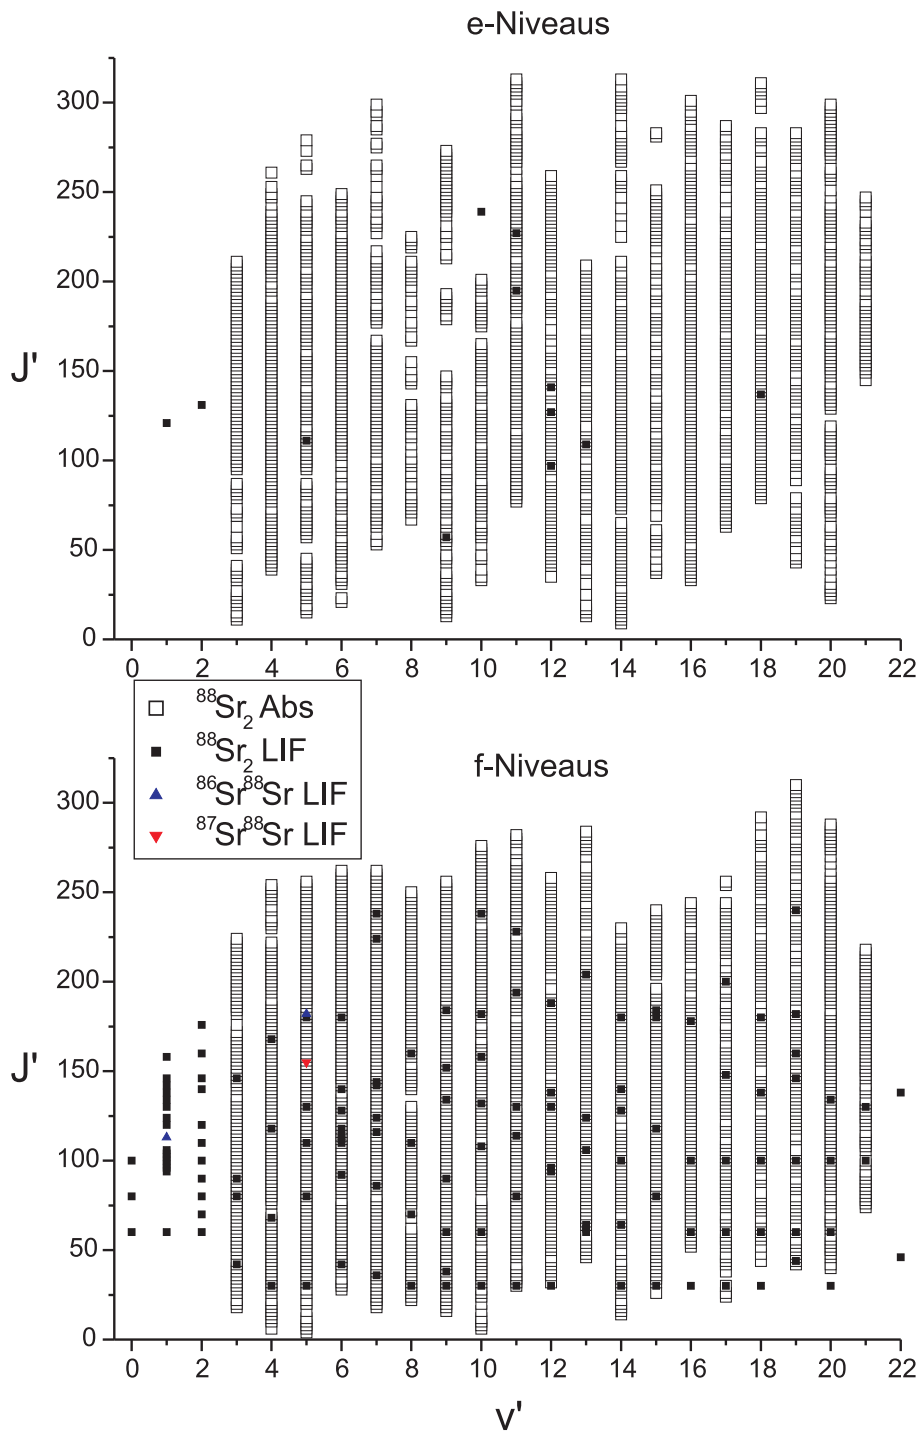 e-Niveaus
300
250
200
150
100
50
0
J'
0 2 4 6 8 10 12 14 16 18 20 22
⁸⁸Sr₂ Abs
⁸⁸Sr₂ LIF
⁸⁶Sr⁸⁸Sr LIF
⁸⁷Sr⁸⁸Sr LIF
f-Niveaus
300
250
200
150
100
50
0
J'
0 2 4 6 8 10 12 14 16 18 20 22
v'